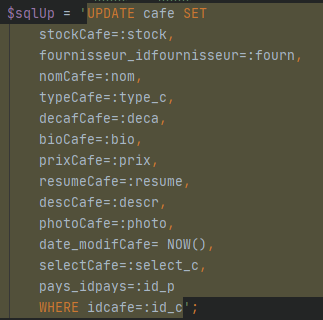 $sqlUp = 'UPDATE cafe SET
stockCafe=:stock,
fournisseur_idfournisseur=:fourn,
nomCafe=:nom,
typeCafe=:type_c,
decafCafe=:deca,
bioCafe=:bio,
prixCafe=:prix,
resumeCafe=:resume,
descCafe=:descr,
photoCafe=:photo,
date_modifCafe= NOW(),
selectCafe=:select_c,
pays_idpays=:id_p
WHERE idcafe=:id_c';